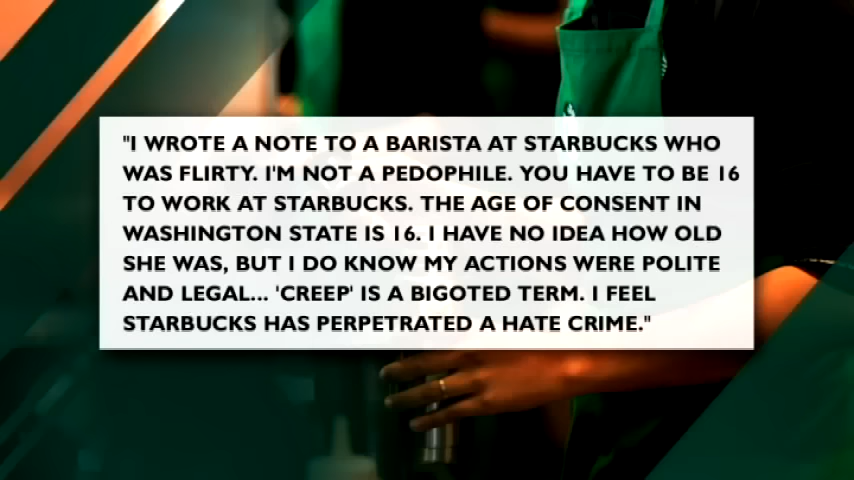 "I WROTE A NOTE TO A BARISTA AT STARBUCKS WHO
WAS FLIRTY. I'M NOT A PEDOPHILE. YOU HAVE TO BE 16
TO WORK AT STARBUCKS. THE AGE OF CONSENT IN
WASHINGTON STATE IS 16. I HAVE NO IDEA HOW OLD
SHE WAS, BUT I DO KNOW MY ACTIONS WERE POLITE
AND LEGAL... 'CREEP' IS A BIGOTED TERM. I FEEL
STARBUCKS HAS PERPETRATED A HATE CRIME."